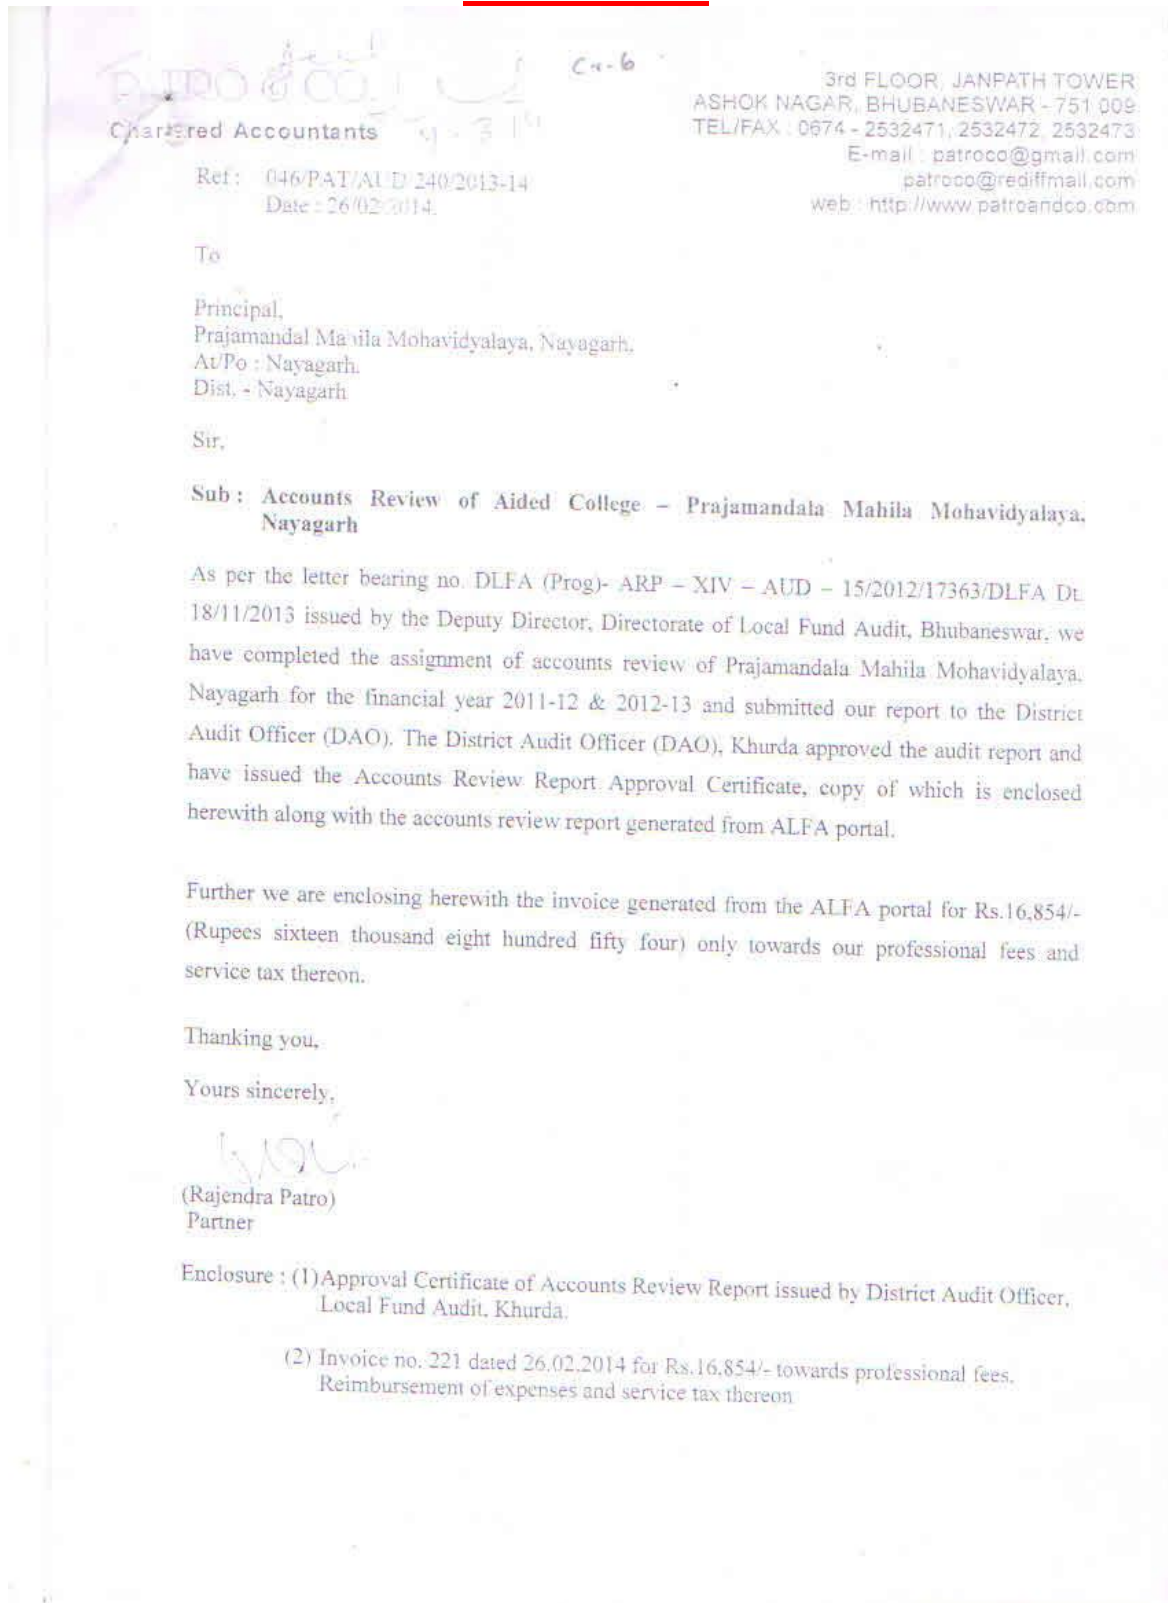 PATRO & CO.
Chartered Accountants
Cr-6
3rd FLOOR, JANPATH TOWER
ASHOK NAGAR, BHUBANESWAR - 751 009
TEL/FAX : 0674 - 2532471, 2532472, 2532473
E-mail : patroco@gmail.com
patroco@rediffmail.com
web : http://www.patroandco.com
Ref : 046/PAT/AUD/240/2013-14
Date : 26/02/2014.
To
Principal,
Prajamandal Mahila Mohavidyalaya, Nayagarh.
At/Po : Nayagarh.
Dist. - Nayagarh
Sir,
Sub : Accounts Review of Aided College – Prajamandala Mahila Mohavidyalaya,
Nayagarh
As per the letter bearing no. DLFA (Prog)- ARP – XIV – AUD – 15/2012/17363/DLFA Dt.
18/11/2013 issued by the Deputy Director, Directorate of Local Fund Audit, Bhubaneswar, we
have completed the assignment of accounts review of Prajamandala Mahila Mohavidyalaya,
Nayagarh for the financial year 2011-12 & 2012-13 and submitted our report to the District
Audit Officer (DAO). The District Audit Officer (DAO), Khurda approved the audit report and
have issued the Accounts Review Report Approval Certificate, copy of which is enclosed
herewith along with the accounts review report generated from ALFA portal.
Further we are enclosing herewith the invoice generated from the ALFA portal for Rs.16,854/-
(Rupees sixteen thousand eight hundred fifty four) only towards our professional fees and
service tax thereon.
Thanking you,
Yours sincerely,
(Rajendra Patro)
Partner
Enclosure : (1) Approval Certificate of Accounts Review Report issued by District Audit Officer,
Local Fund Audit, Khurda.
(2) Invoice no. 221 dated 26.02.2014 for Rs.16,854/- towards professional fees,
Reimbursement of expenses and service tax thereon